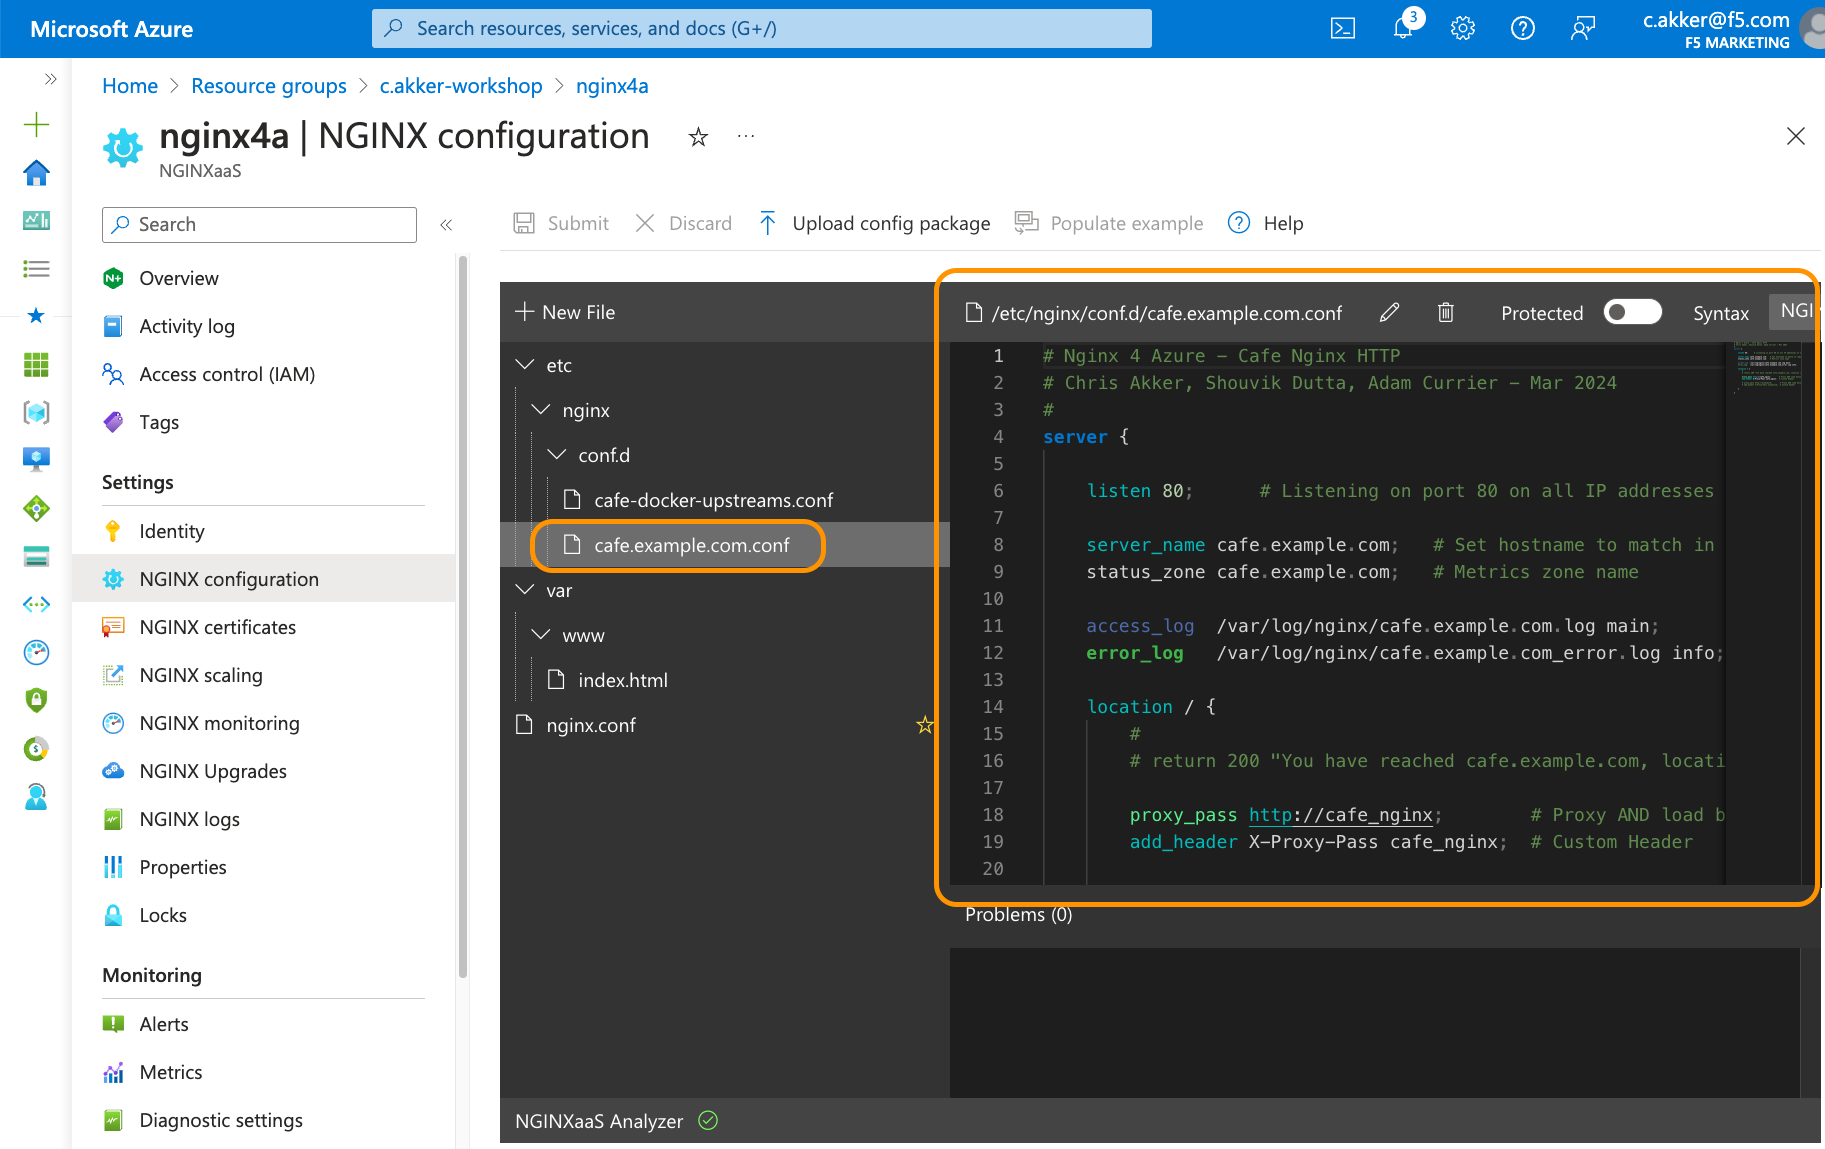 Microsoft Azure
Search resources, services, and docs (G+/)
3
c.akker@f5.com
F5 MARKETING
Home > Resource groups > c.akker-workshop > nginx4a
nginx4a | NGINX configuration
NGINXaaS
Search
Submit
Discard
Upload config package
Populate example
Help
Overview
Activity log
Access control (IAM)
Tags
Settings
Identity
NGINX configuration
NGINX certificates
NGINX scaling
NGINX monitoring
NGINX Upgrades
NGINX logs
Properties
Locks
Monitoring
Alerts
Metrics
Diagnostic settings
New File
etc
nginx
conf.d
cafe-docker-upstreams.conf
cafe.example.com.conf
var
www
index.html
nginx.conf
/etc/nginx/conf.d/cafe.example.com.conf
Protected
Syntax
NGI
1 # Nginx 4 Azure - Cafe Nginx HTTP
2 # Chris Akker, Shouvik Dutta, Adam Currier - Mar 2024
3 #
4 server {
5
6 listen 80; # Listening on port 80 on all IP addresses
7
8 server_name cafe.example.com; # Set hostname to match in
9 status_zone cafe.example.com; # Metrics zone name
10
11 access_log /var/log/nginx/cafe.example.com.log main;
12 error_log /var/log/nginx/cafe.example.com_error.log info;
13
14 location / {
15 #
16 # return 200 "You have reached cafe.example.com, locati
17
18 proxy_pass http://cafe_nginx; # Proxy AND load b
19 add_header X-Proxy-Pass cafe_nginx; # Custom Header
20
Problems (0)
NGINXaaS Analyzer